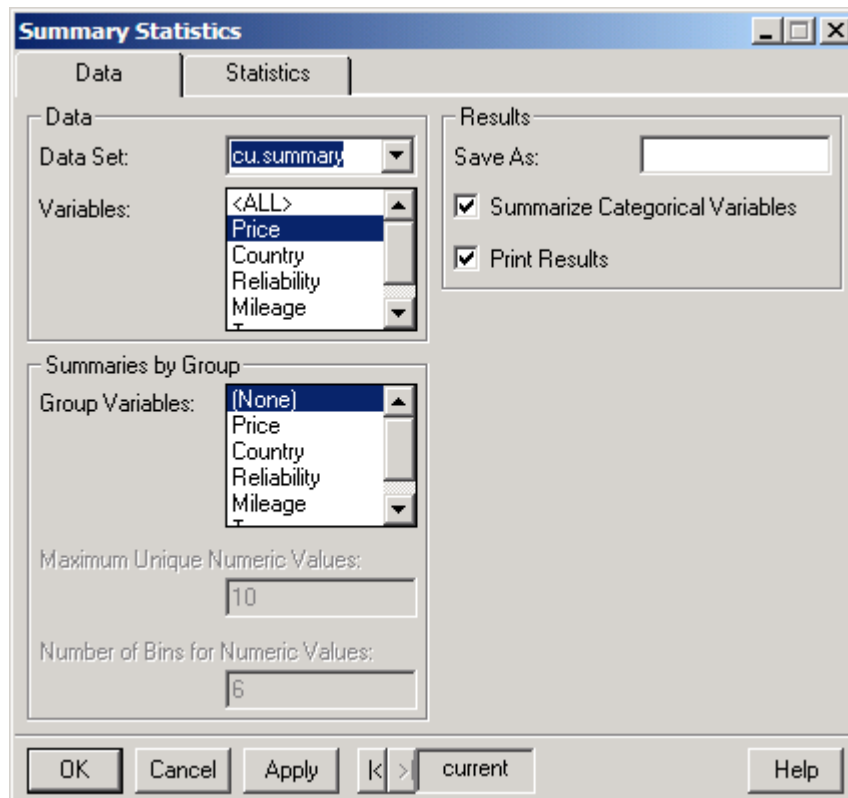 Summary Statistics
Data
Statistics
Data
Data Set:
cu.summary
Variables:
<ALL>
Price
Country
Reliability
Mileage
Results
Save As:
Summarize Categorical Variables
Print Results
Summaries by Group
Group Variables:
(None)
Price
Country
Reliability
Mileage
Maximum Unique Numeric Values:
10
Number of Bins for Numeric Values:
6
OK
Cancel
Apply
current
Help